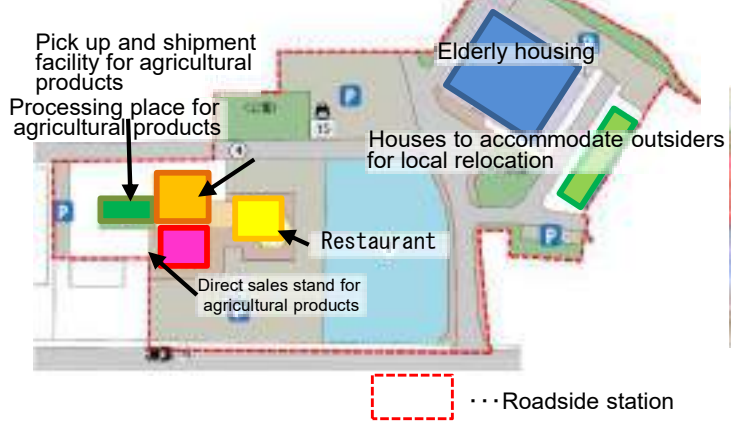 Pick up and shipment
facility for agricultural
products
Processing place for
agricultural products
Elderly housing
P
P
15
Houses to accommodate outsiders
for local relocation
4
P
P
Restaurant
Direct sales stand for
agricultural products
P
･･･Roadside station